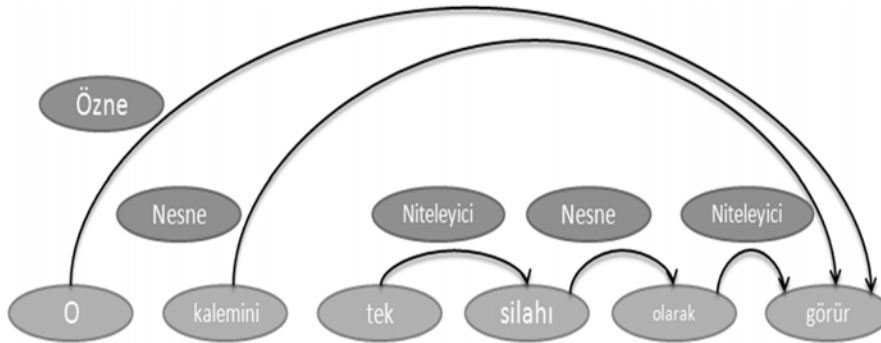 Özne
Nesne Niteleyici Nesne Niteleyici
O kalemini tek silahı olarak görür